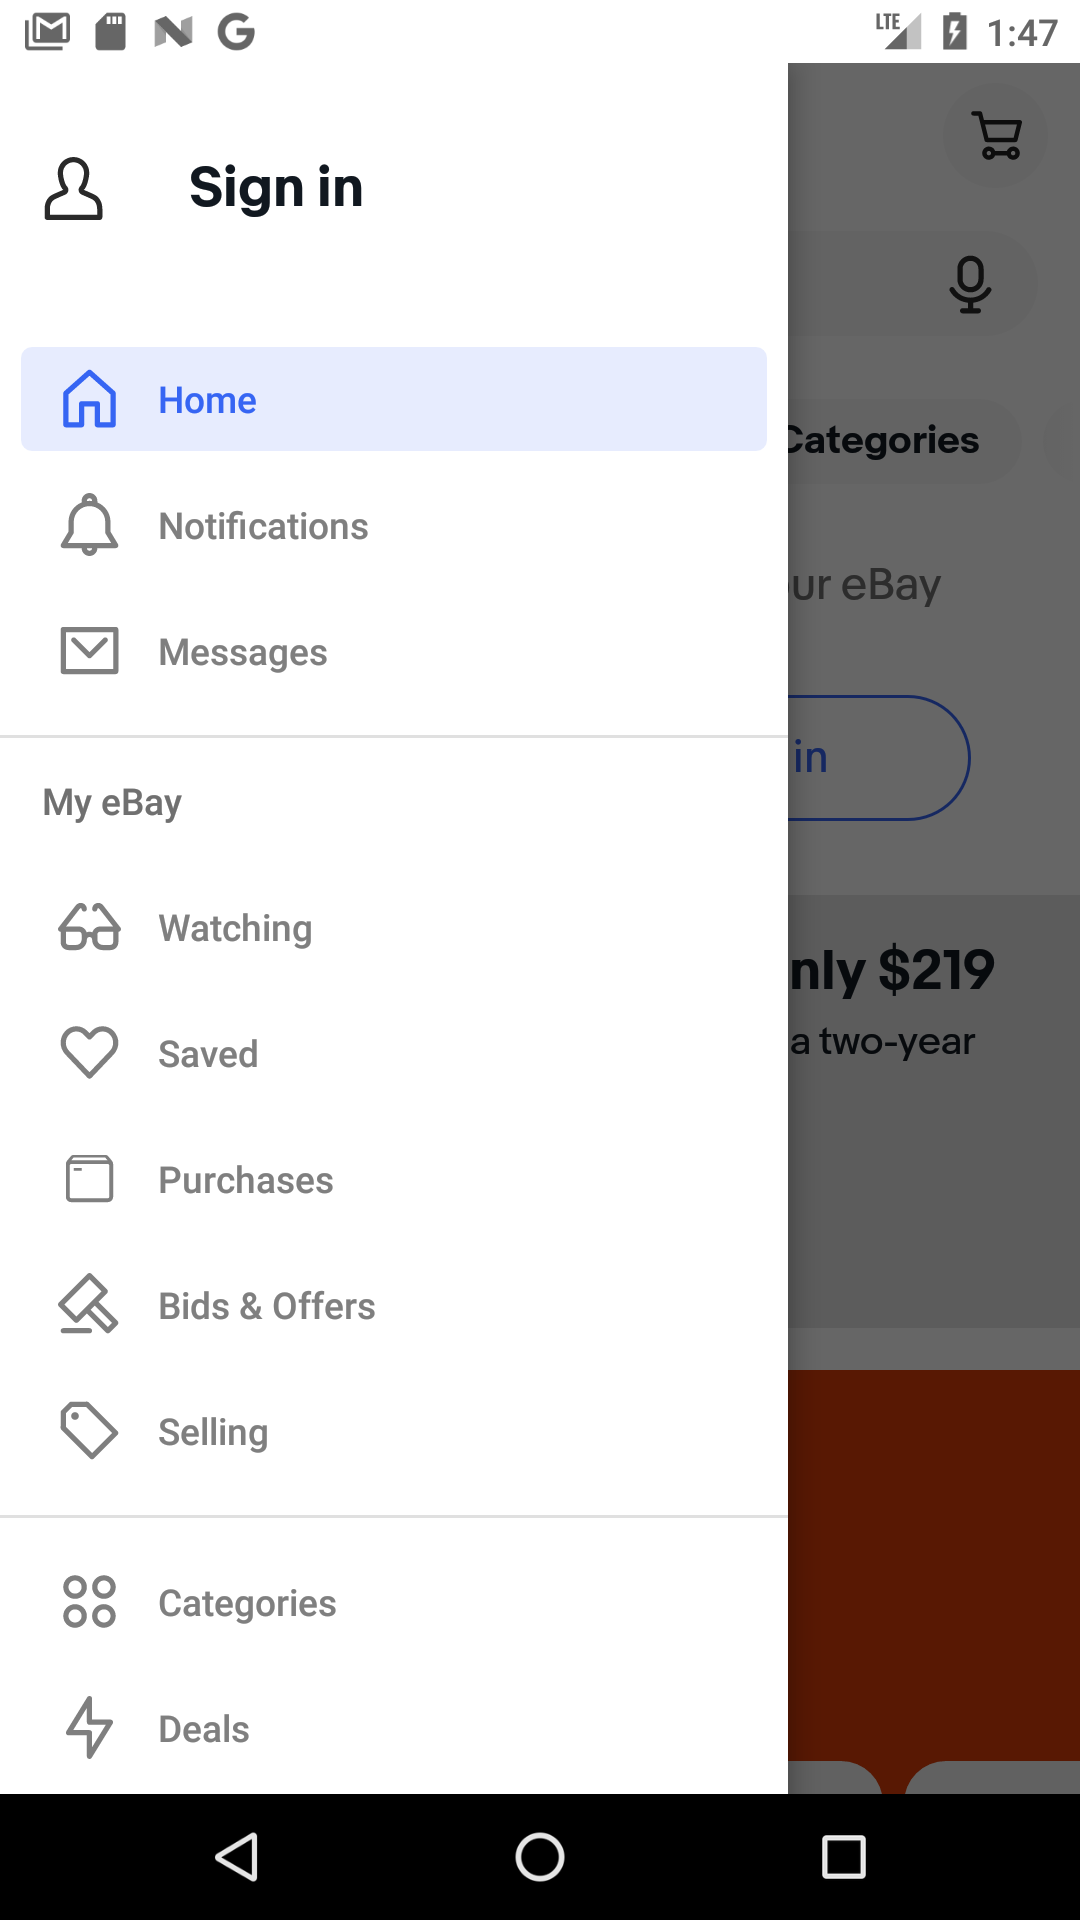 LTE 1:47
Sign in
Home
Categories
Notifications
ur eBay
Messages
in
My eBay
Watching
nly $219
a two-year
Saved
Purchases
Bids & Offers
Selling
Categories
Deals